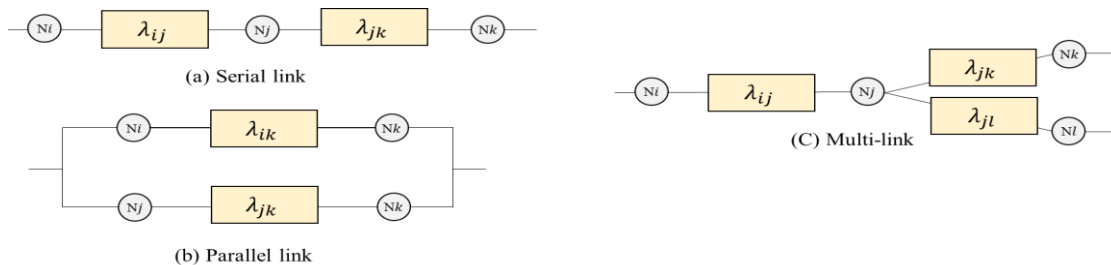 Ni λij Nj λjk Nk
(a) Serial link
Ni λik Nk
Nj λjk Nk
(b) Parallel link
Nk
λjk
Ni λij Nj
λjl
Nl
(C) Multi-link